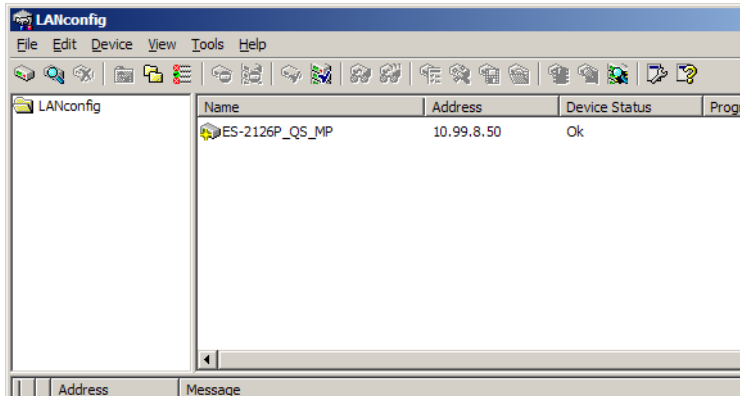 LANconfig
File Edit Device View Tools Help
LANconfig
Name Address Device Status Progr
ES-2126P_QS_MP 10.99.8.50 Ok
Address Message